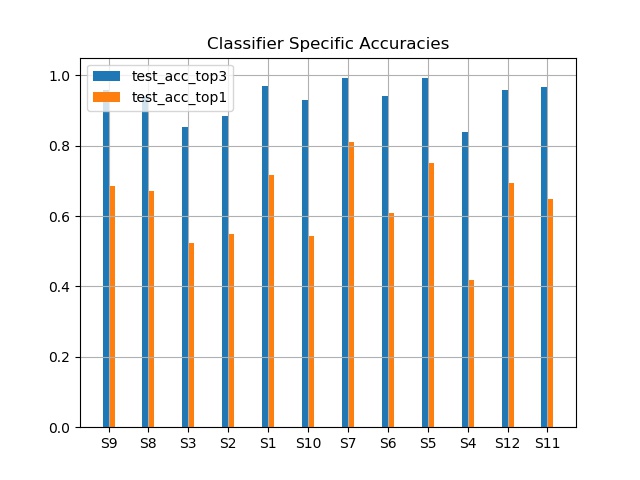 Classifier Specific Accuracies
test_acc_top3
test_acc_top1
1.0
0.8
0.6
0.4
0.2
0.0
S9 S8 S3 S2 S1 S10 S7 S6 S5 S4 S12 S11